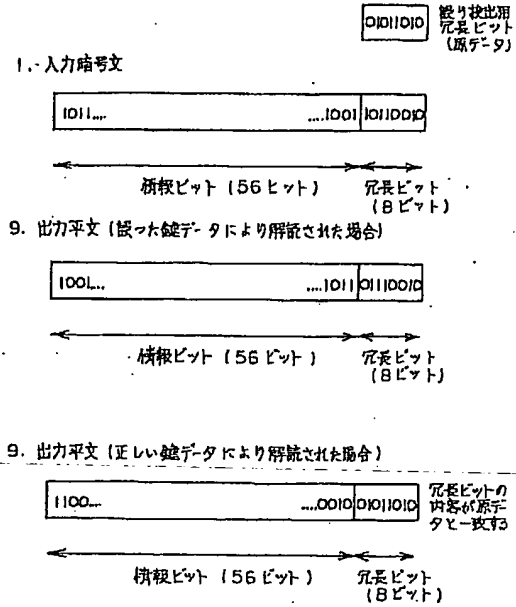 01011010
誤り検出用
冗長ビット
(原データ)
1.・入力暗号文
1011.... ....1001 10110010
情報ビット (56ビット)
冗長ビット
(8ビット)
9. 出力平文 (誤った鍵データにより解読された場合)
1001.... ....1011 01110010
情報ビット (56ビット)
冗長ビット
(8ビット)
9. 出力平文 (正しい鍵データにより解読された場合)
1100.... ....0010 01011010
冗長ビットの
内容が原デー
タと一致する
情報ビット (56ビット)
冗長ビット
(8ビット)